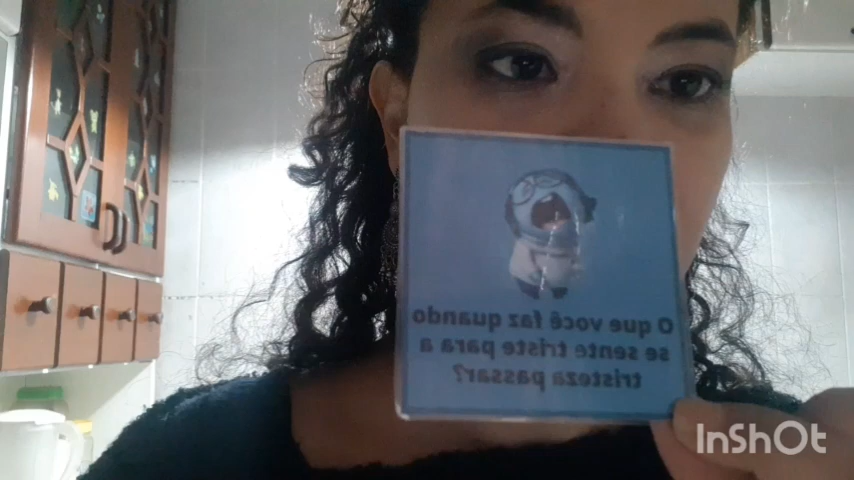 O que você faz quando
se sente triste para a
tristeza passar?
InShOt